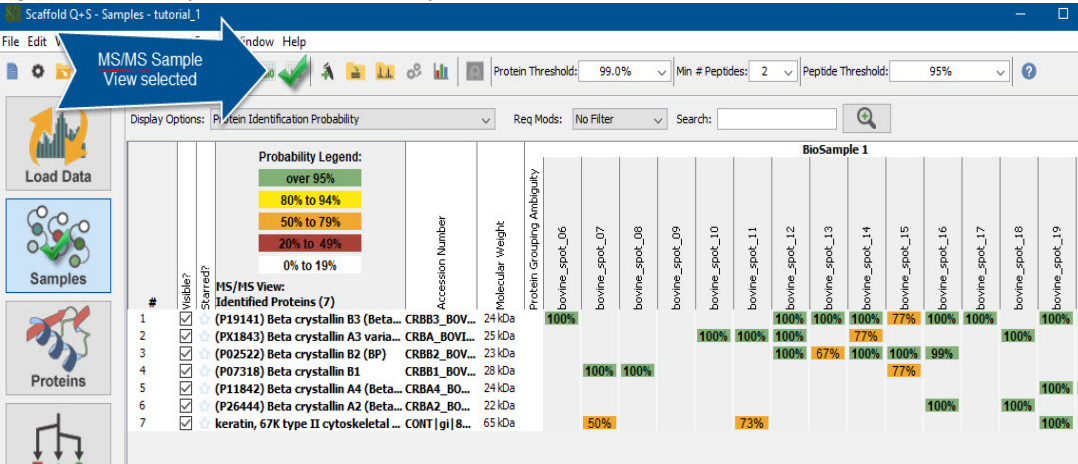 Scaffold Q+S - Samples - tutorial_1
File Edit Window Help
MS/MS Sample
View selected
Protein Threshold: 99.0% Min # Peptides: 2 Peptide Threshold: 95%
Display Options: Protein Identification Probability Req Mods: No Filter Search:
Load Data
Samples
Proteins
BioSample 1
Probability Legend:
over 95%
80% to 94%
50% to 79%
20% to 49%
0% to 19%
MS/MS View:
Identified Proteins (7)
#
Visible?
Starred?
Accession Number
Molecular Weight
Protein Grouping Ambiguity
bovine_spot_06
bovine_spot_07
bovine_spot_08
bovine_spot_09
bovine_spot_10
bovine_spot_11
bovine_spot_12
bovine_spot_13
bovine_spot_14
bovine_spot_15
bovine_spot_16
bovine_spot_17
bovine_spot_18
bovine_spot_19
1 (P19141) Beta crystallin B3 (Beta... CRBB3_BOV... 24 kDa 100% 100% 100% 100% 77% 100% 100% 100%
2 (PX1843) Beta crystallin A3 varia... CRBA_BOVI... 25 kDa 100% 100% 100% 77% 100%
3 (P02522) Beta crystallin B2 (BP) CRBB2_BOV... 23 kDa 100% 67% 100% 100% 99%
4 (P07318) Beta crystallin B1 CRBB1_BOV... 28 kDa 100% 100% 77%
5 (P11842) Beta crystallin A4 (Beta... CRBA4_BO... 24 kDa 100%
6 (P26444) Beta crystallin A2 (Beta... CRBA2_BO... 22 kDa 100% 100%
7 keratin, 67K type II cytoskeletal ... CONT|gi|8... 65 kDa 50% 73% 100%